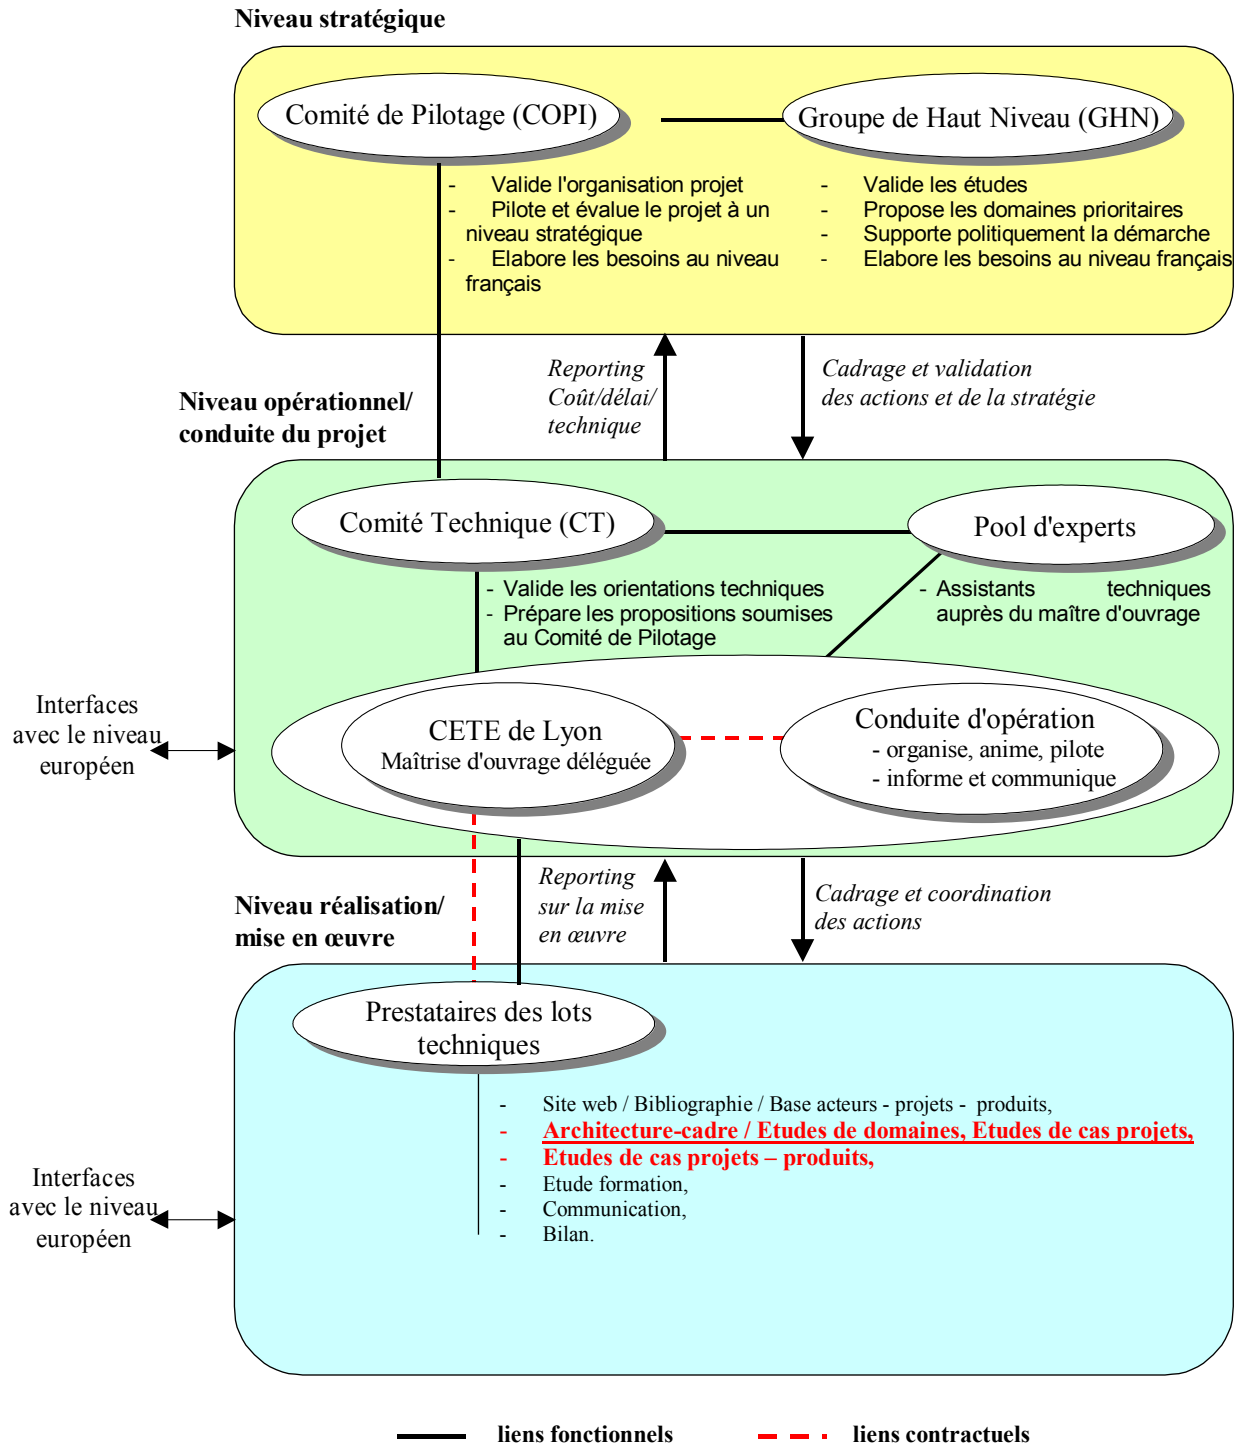 Niveau stratégique
Comité de Pilotage (COPI)
Groupe de Haut Niveau (GHN)
- Valide l'organisation projet
- Pilote et évalue le projet à un
niveau stratégique
- Elabore les besoins au niveau
français
- Valide les études
- Propose les domaines prioritaires
- Supporte politiquement la démarche
- Elabore les besoins au niveau français
Reporting
Coût/délai/
technique
Cadrage et validation
des actions et de la stratégie
Niveau opérationnel/
conduite du projet
Comité Technique (CT)
Pool d'experts
- Valide les orientations techniques
- Prépare les propositions soumises
au Comité de Pilotage
- Assistants techniques
auprès du maître d'ouvrage
Interfaces
avec le niveau
européen
CETE de Lyon
Maîtrise d'ouvrage déléguée
Conduite d'opération
- organise, anime, pilote
- informe et communique
Reporting
sur la mise
en œuvre
Cadrage et coordination
des actions
Niveau réalisation/
mise en œuvre
Prestataires des lots
techniques
- Site web / Bibliographie / Base acteurs - projets - produits,
- Architecture-cadre / Etudes de domaines, Etudes de cas projets,
- Etudes de cas projets – produits,
- Etude formation,
- Communication,
- Bilan.
Interfaces
avec le niveau
européen
liens fonctionnels
liens contractuels